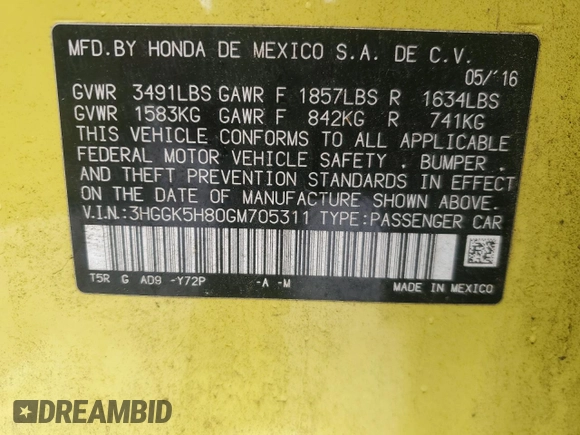 MFD.BY HONDA DE MEXICO S.A. DE C.V.
05/'16
GVWR 3491LBS GAWR F 1857LBS R 1634LBS
GVWR 1583KG GAWR F 842KG R 741KG
THIS VEHICLE CONFORMS TO ALL APPLICABLE
FEDERAL MOTOR VEHICLE SAFETY . BUMPER .
AND THEFT PREVENTION STANDARDS IN EFFECT
ON THE DATE OF MANUFACTURE SHOWN ABOVE.
V.I.N.:3HGGK5H80GM705311 TYPE:PASSENGER CAR
T5R G AD9 -Y72P -A -M
MADE IN MEXICO
DREAMBID